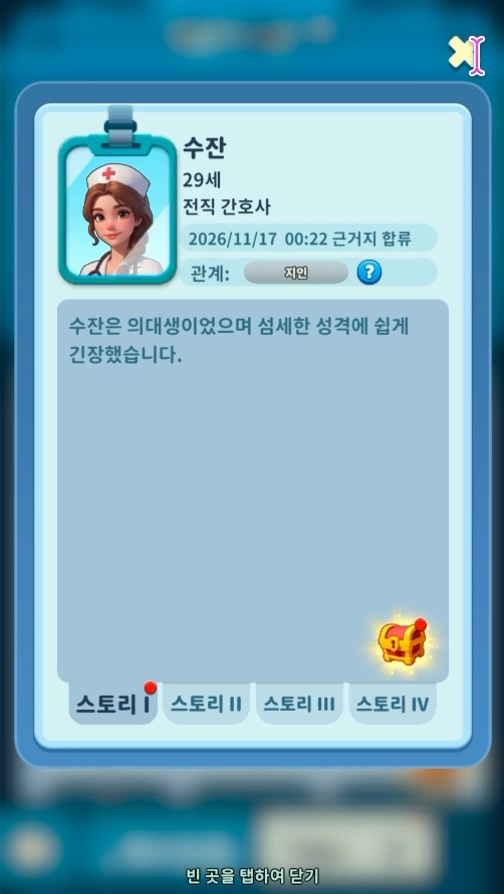 수잔
29세
전직 간호사
2026/11/17 00:22 근거지 합류
관계: 지인 ?
수잔은 의대생이었으며 섬세한 성격에 쉽게
긴장했습니다.
스토리 I 스토리 II 스토리 III 스토리 IV
빈 곳을 탭하여 닫기